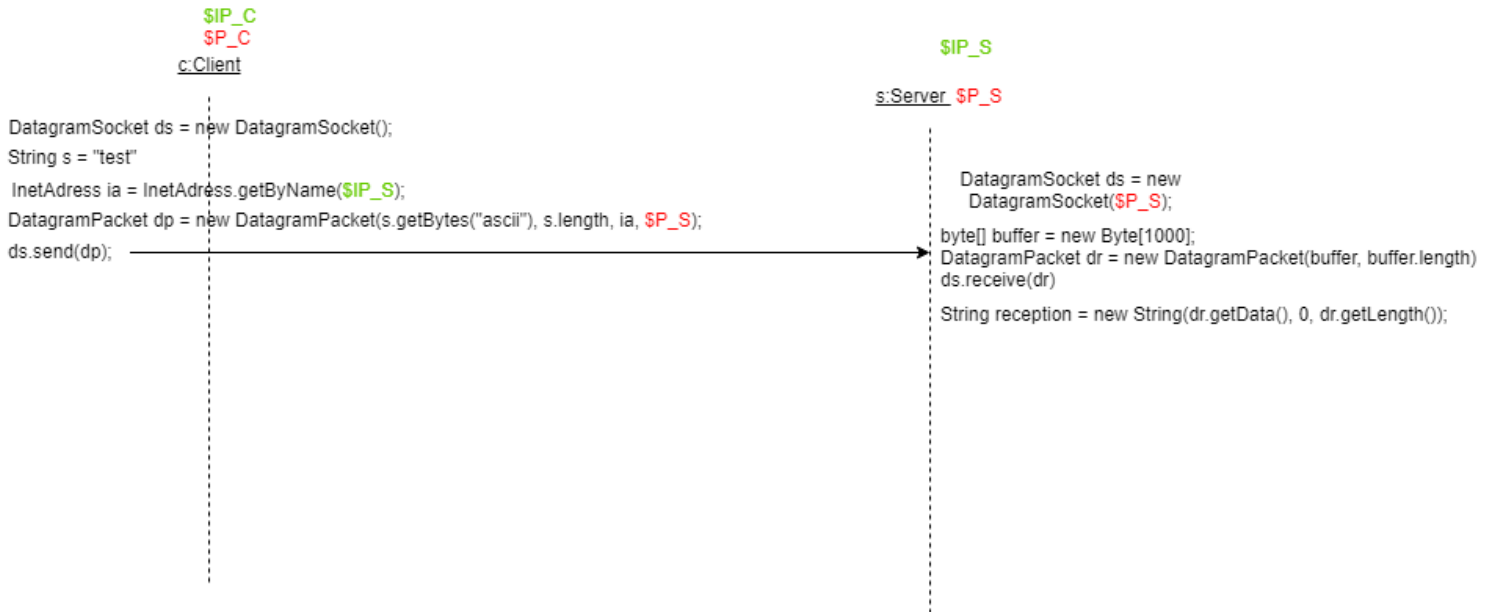 $IP_C
$P_C
c:Client
$IP_S
s:Server $P_S
DatagramSocket ds = new DatagramSocket();
String s = "test"
InetAdress ia = InetAdress.getByName($IP_S);
DatagramPacket dp = new DatagramPacket(s.getBytes("ascii"), s.length, ia, $P_S);
ds.send(dp);
DatagramSocket ds = new
DatagramSocket($P_S);
byte[] buffer = new Byte[1000];
DatagramPacket dr = new DatagramPacket(buffer, buffer.length)
ds.receive(dr)
String reception = new String(dr.getData(), 0, dr.getLength());